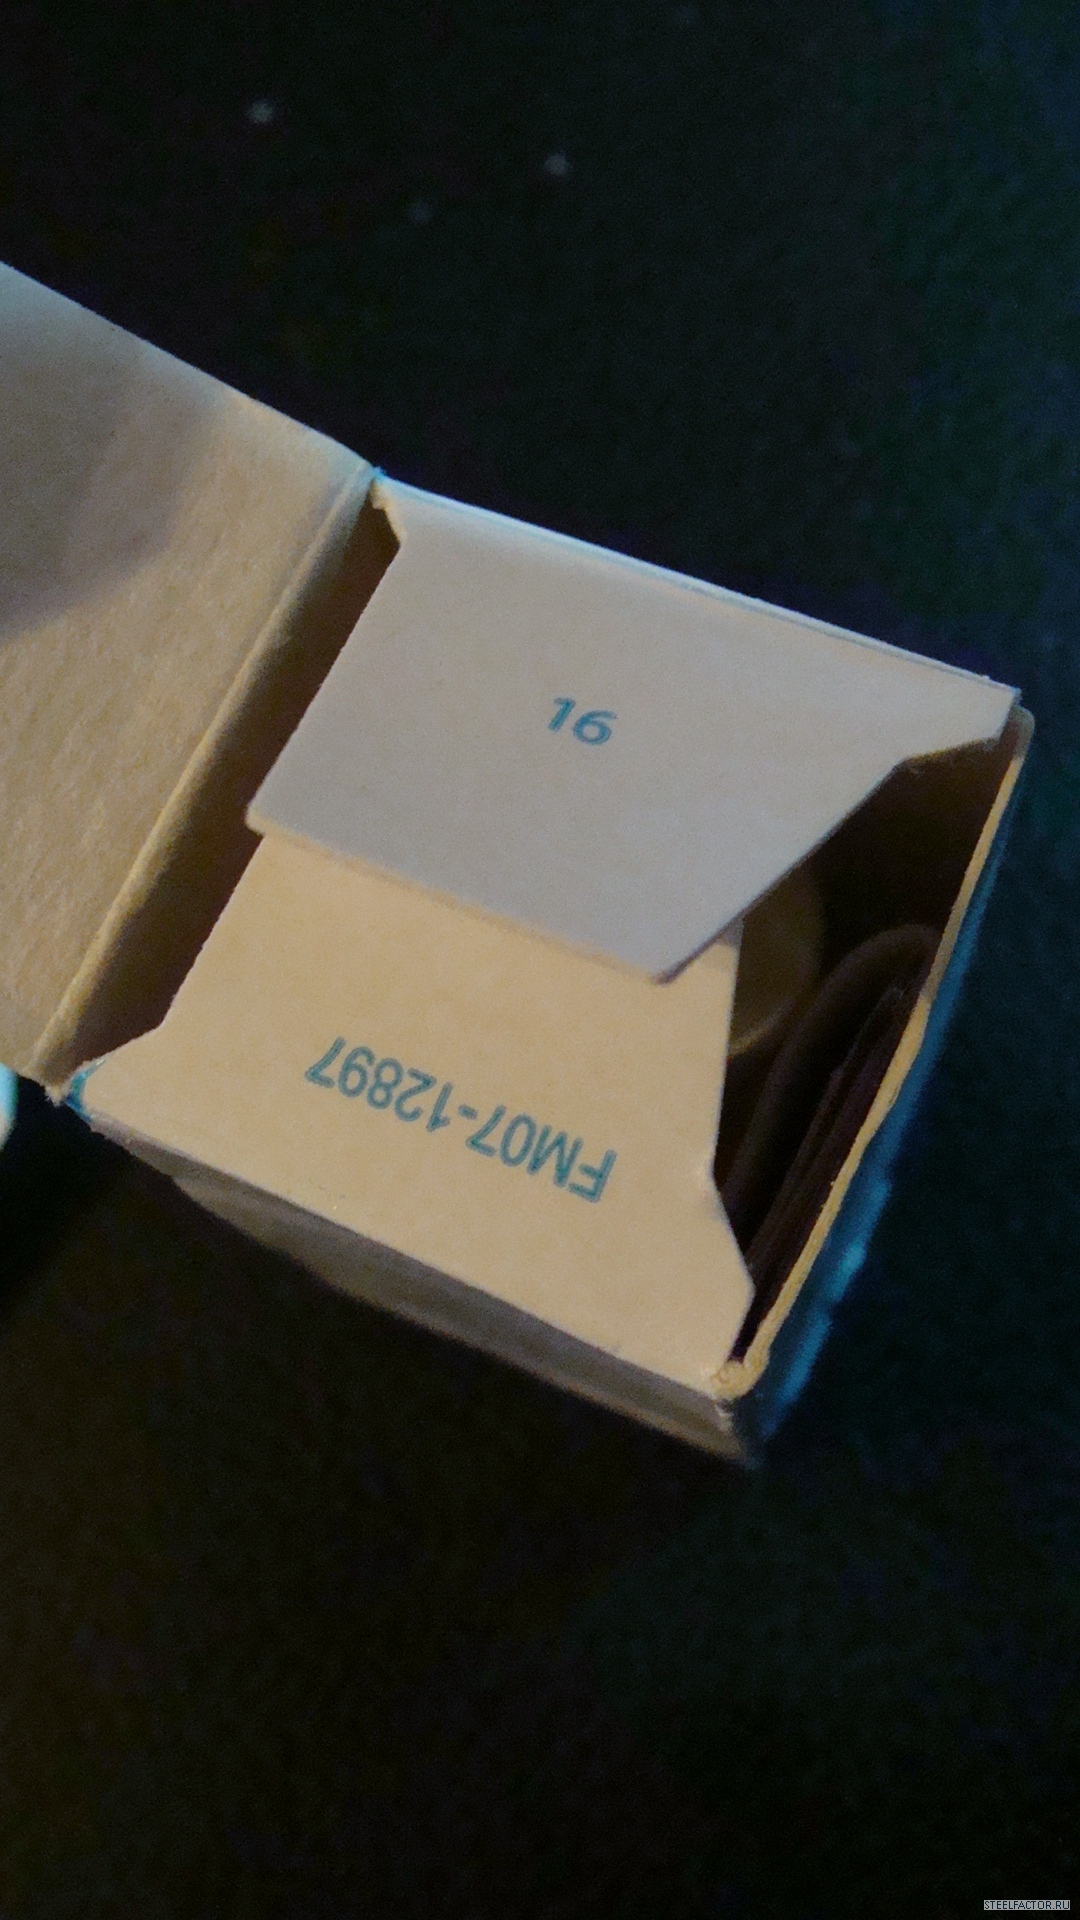 16
FM07-12897
STEELFACTOR.RU